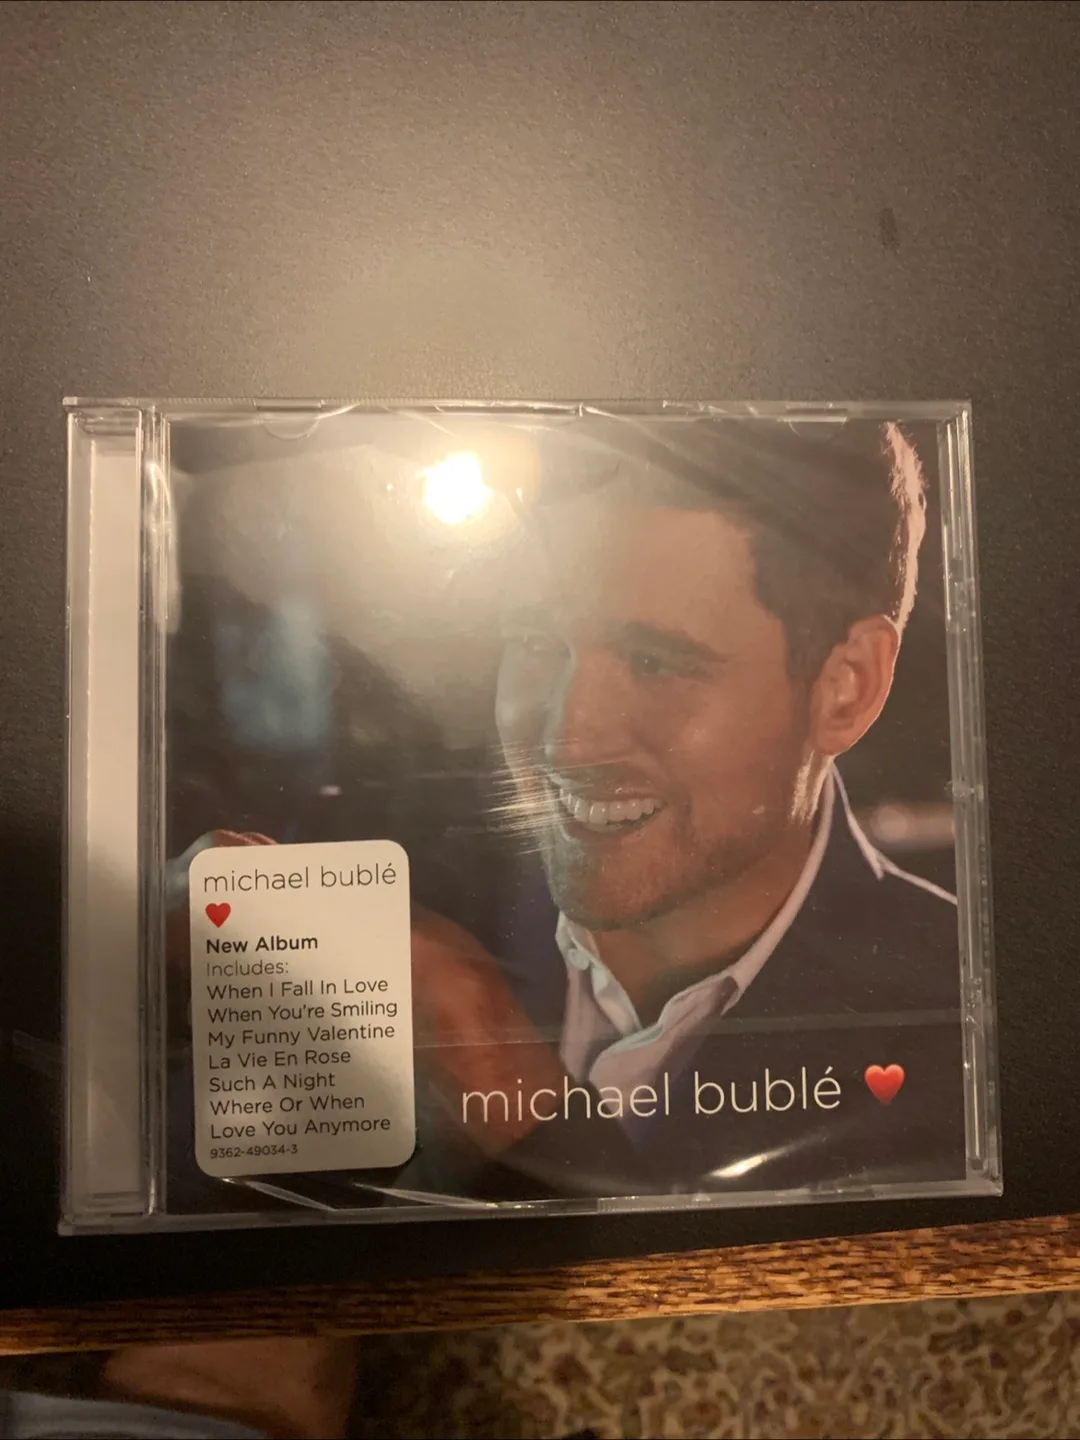 michael bublé
❤️
New Album
Includes:
When I Fall In Love
When You're Smiling
My Funny Valentine
La Vie En Rose
Such A Night
Where Or When
Love You Anymore
9362-49034-3
michael bublé ❤️